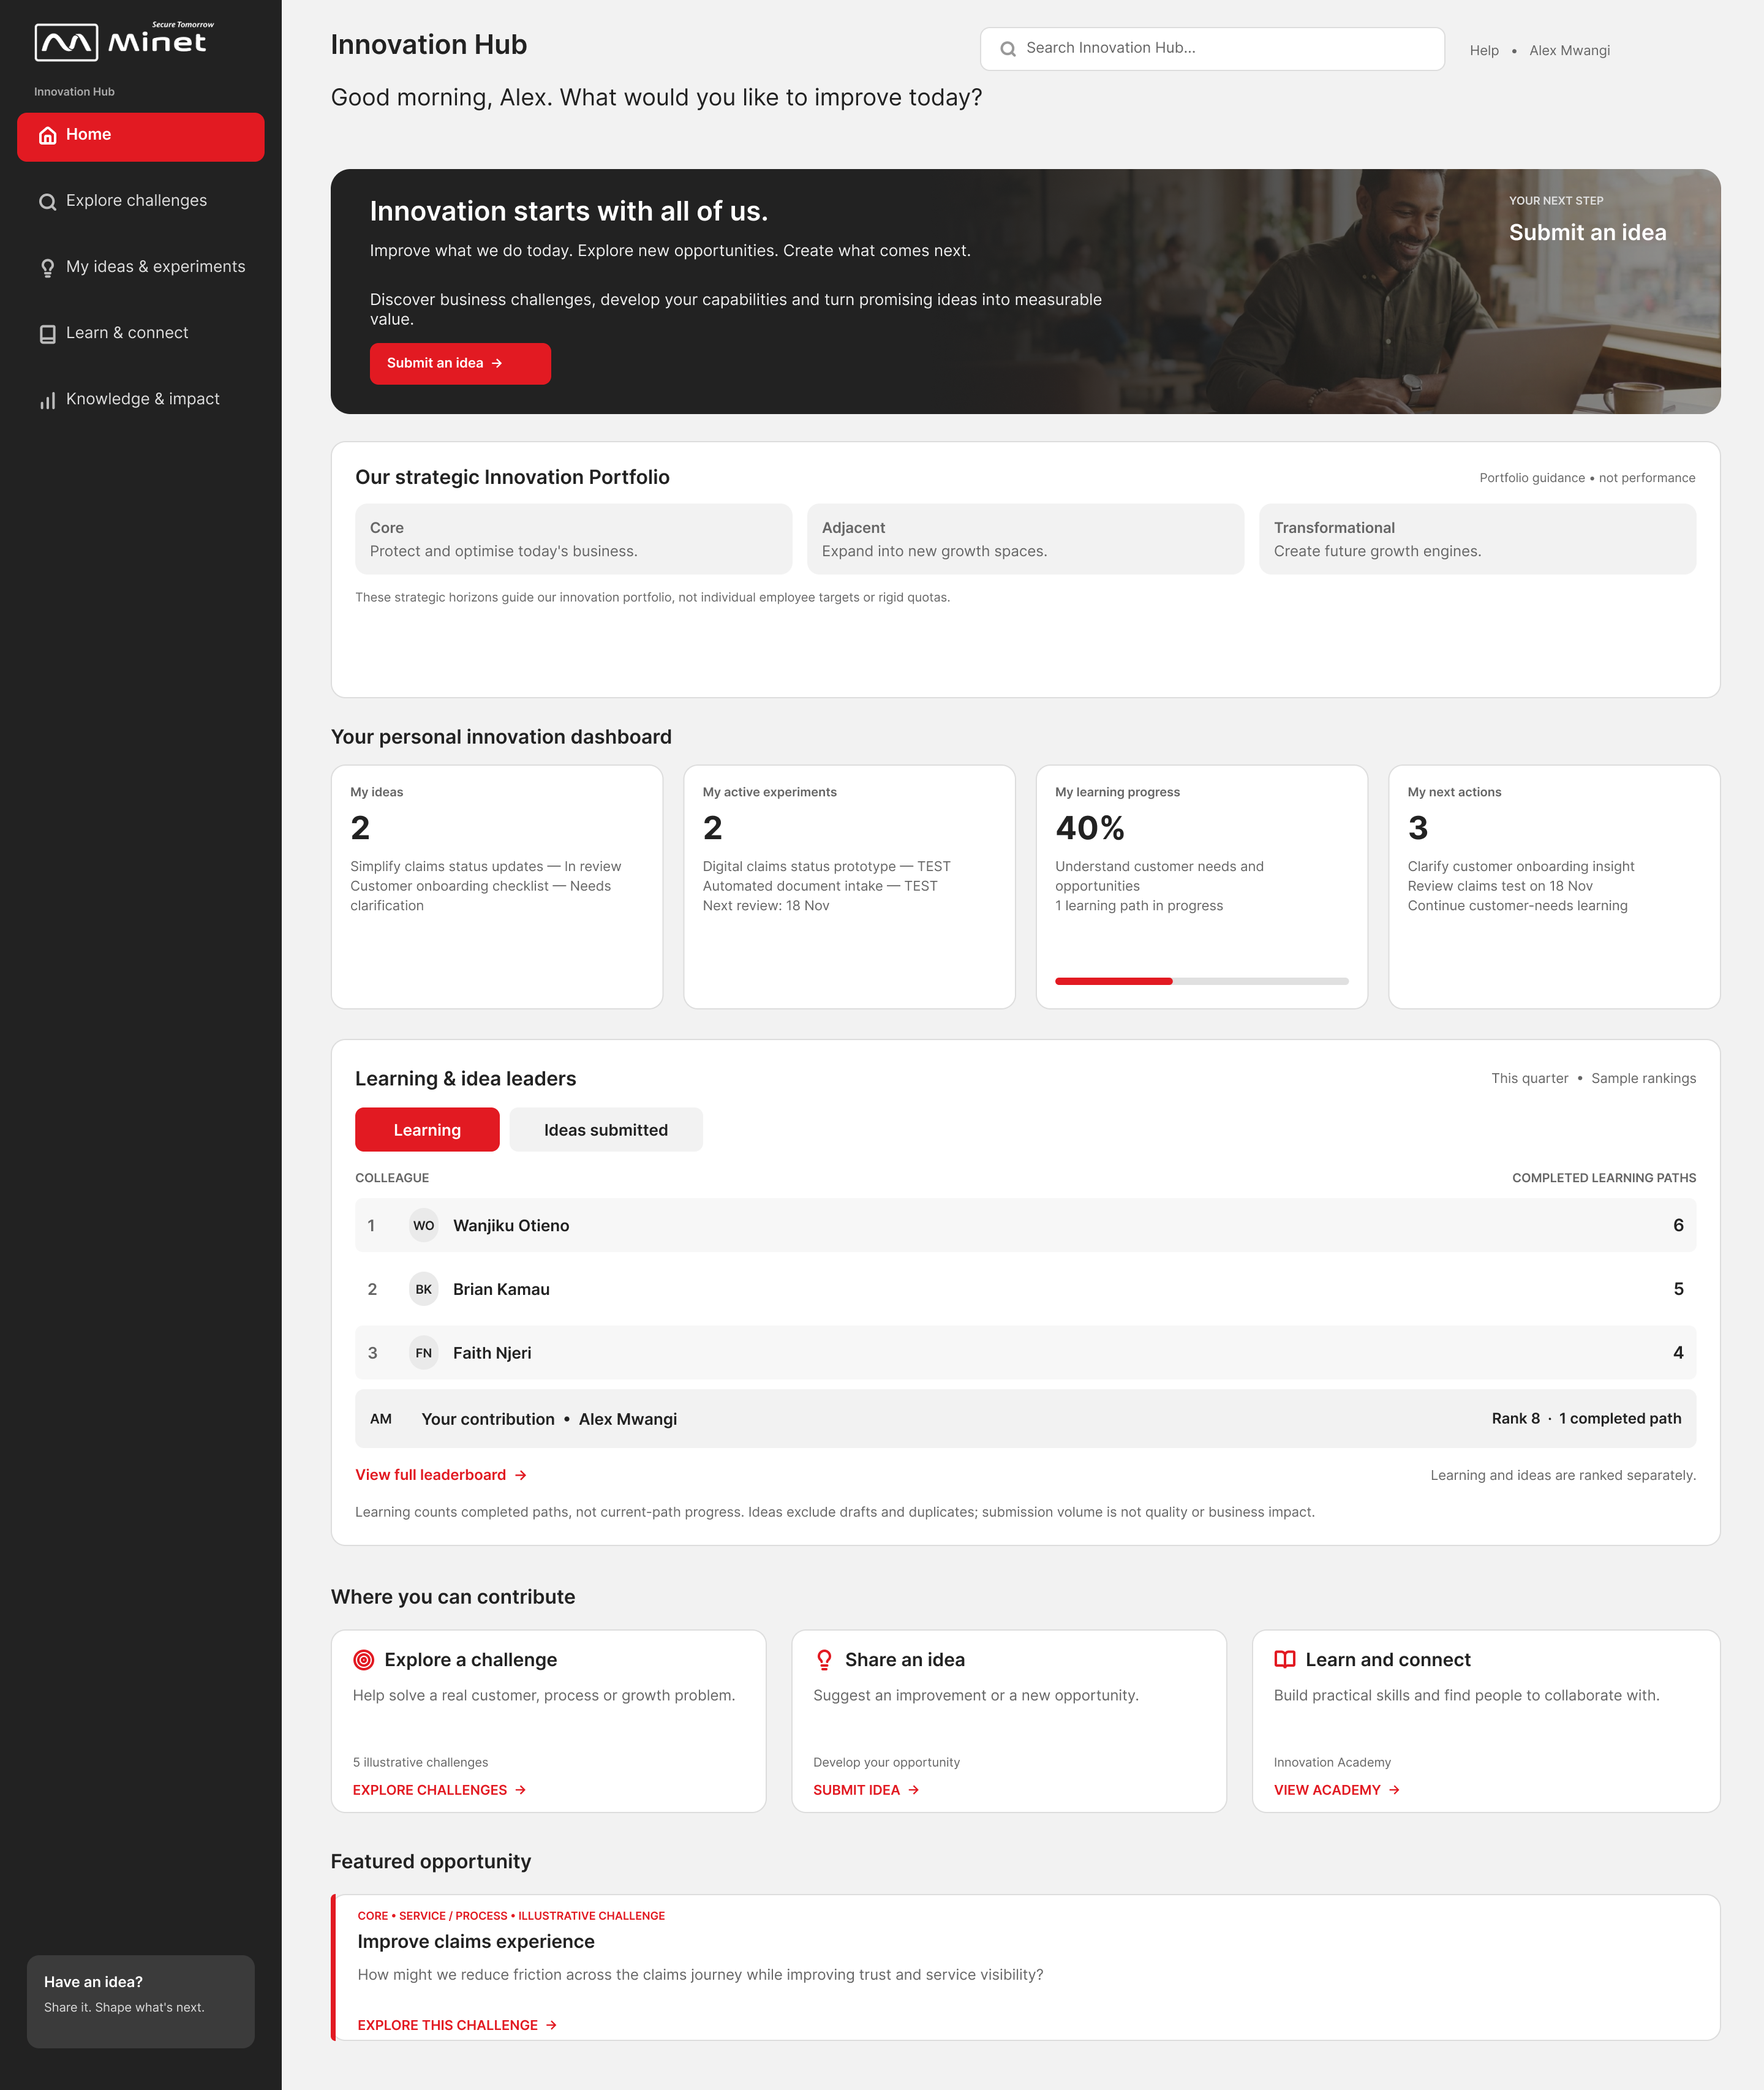 Secure Tomorrow
Minet
Innovation Hub
Home
Explore challenges
My ideas & experiments
Learn & connect
Knowledge & impact
Have an idea?
Share it. Shape what's next.
Innovation Hub
Search Innovation Hub...
Help • Alex Mwangi
Good morning, Alex. What would you like to improve today?
Innovation starts with all of us.
Improve what we do today. Explore new opportunities. Create what comes next.
Discover business challenges, develop your capabilities and turn promising ideas into measurable
value.
Submit an idea →
YOUR NEXT STEP
Submit an idea
Our strategic Innovation Portfolio
Portfolio guidance • not performance
Core
Protect and optimise today's business.
Adjacent
Expand into new growth spaces.
Transformational
Create future growth engines.
These strategic horizons guide our innovation portfolio, not individual employee targets or rigid quotas.
Your personal innovation dashboard
My ideas
2
Simplify claims status updates — In review
Customer onboarding checklist — Needs
clarification
My active experiments
2
Digital claims status prototype — TEST
Automated document intake — TEST
Next review: 18 Nov
My learning progress
40%
Understand customer needs and
opportunities
1 learning path in progress
My next actions
3
Clarify customer onboarding insight
Review claims test on 18 Nov
Continue customer-needs learning
Learning & idea leaders
This quarter • Sample rankings
Learning
Ideas submitted
COLLEAGUE
COMPLETED LEARNING PATHS
1 WO Wanjiku Otieno 6
2 BK Brian Kamau 5
3 FN Faith Njeri 4
AM Your contribution • Alex Mwangi Rank 8 · 1 completed path
View full leaderboard →
Learning and ideas are ranked separately.
Learning counts completed paths, not current-path progress. Ideas exclude drafts and duplicates; submission volume is not quality or business impact.
Where you can contribute
Explore a challenge
Help solve a real customer, process or growth problem.
5 illustrative challenges
EXPLORE CHALLENGES →
Share an idea
Suggest an improvement or a new opportunity.
Develop your opportunity
SUBMIT IDEA →
Learn and connect
Build practical skills and find people to collaborate with.
Innovation Academy
VIEW ACADEMY →
Featured opportunity
CORE • SERVICE / PROCESS • ILLUSTRATIVE CHALLENGE
Improve claims experience
How might we reduce friction across the claims journey while improving trust and service visibility?
EXPLORE THIS CHALLENGE →